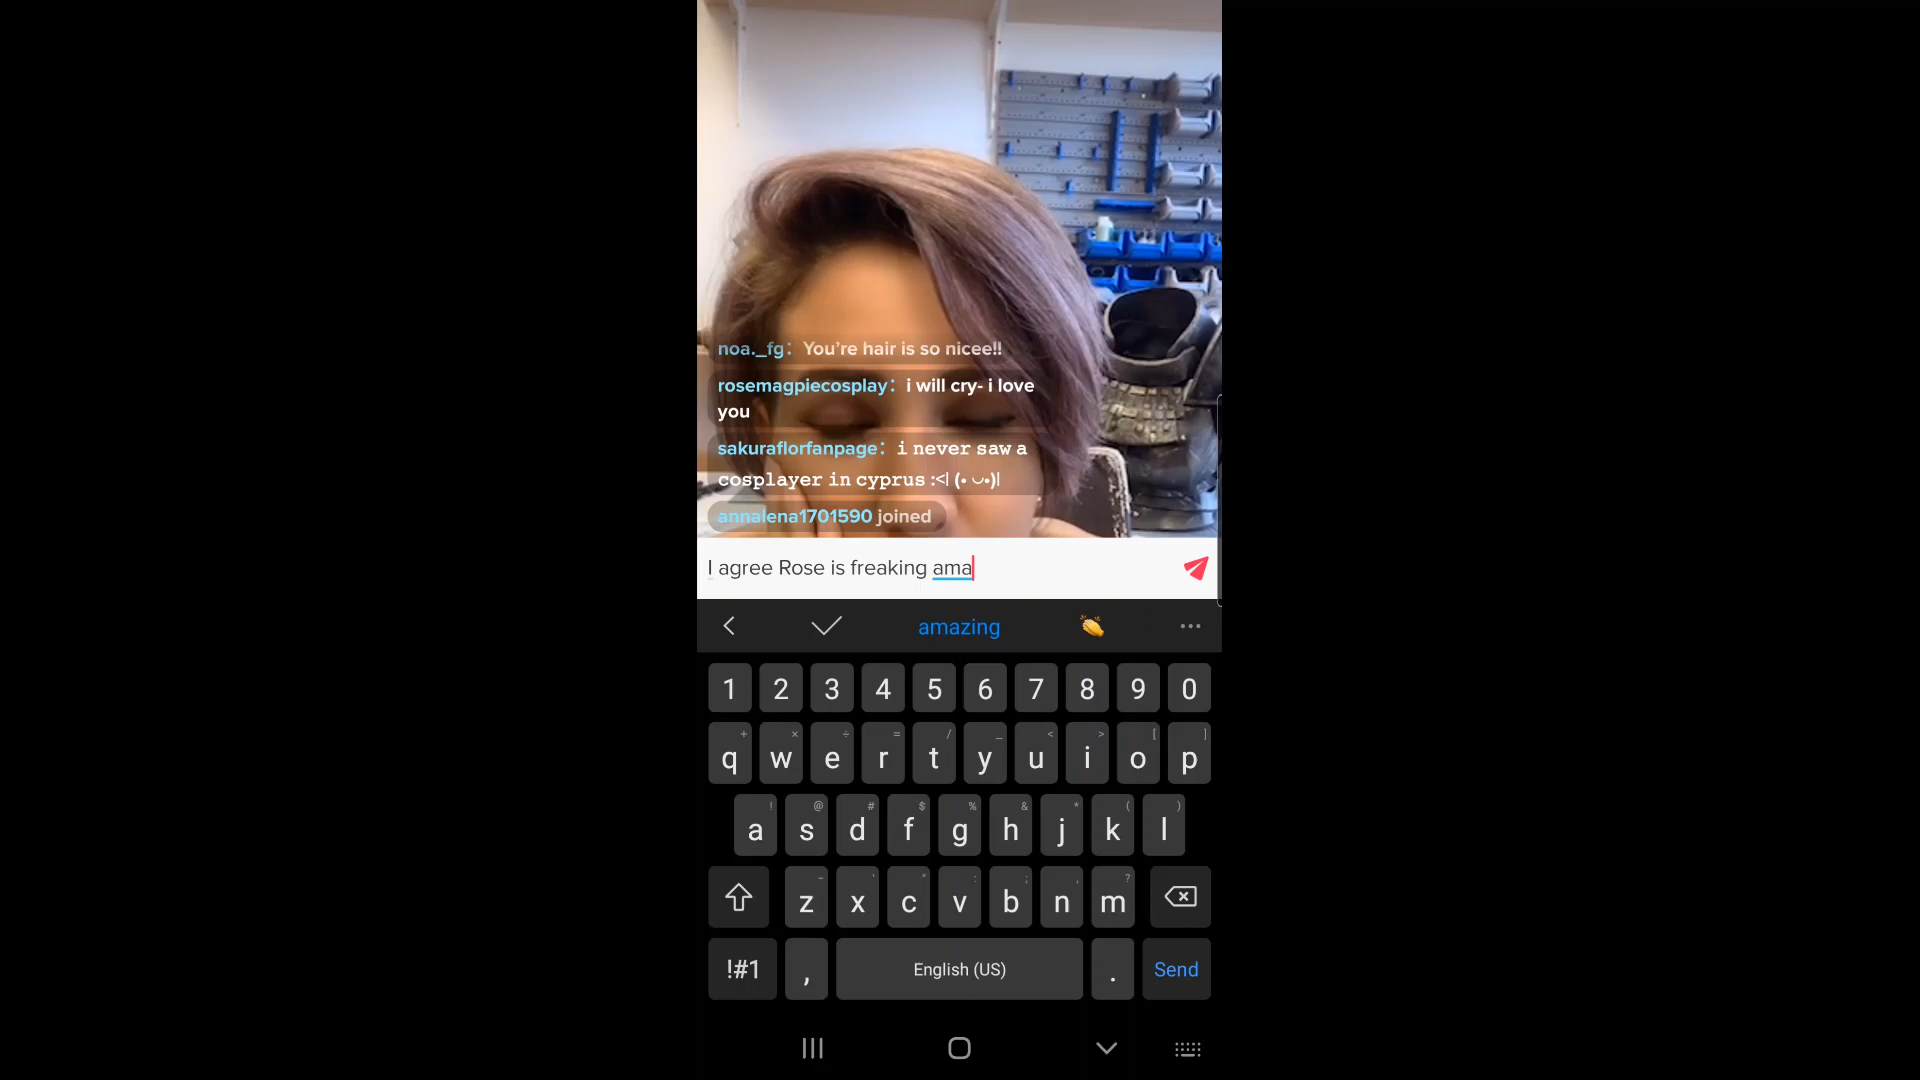 noa._fg: You're hair is so nicee!!
rosemagpiecosplay: i will cry- i love
you
sakuraflorfanpage: i never saw a
cosplayer in cyprus :<| (• ◡•)|
annalena1701590 joined
I agree Rose is freaking ama
amazing
1 2 3 4 5 6 7 8 9 0
+ × ÷ = / _ < > [ ]
q w e r t y u i o p
! @ # $ % & * ( )
a s d f g h j k l
- ' " : ; , ?
z x c v b n m
!#1 , English (US) . Send